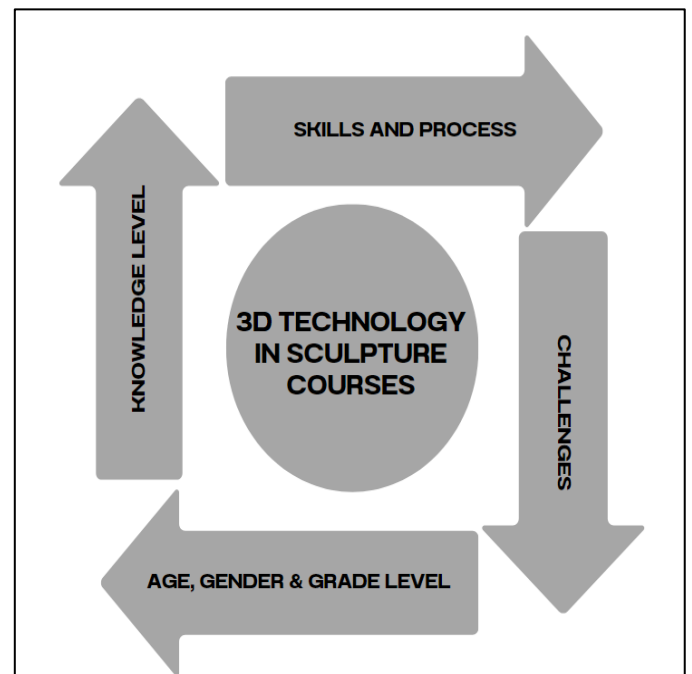 SKILLS AND PROCESS
KNOWLEDGE LEVEL
3D TECHNOLOGY
IN SCULPTURE
COURSES
CHALLENGES
AGE, GENDER & GRADE LEVEL